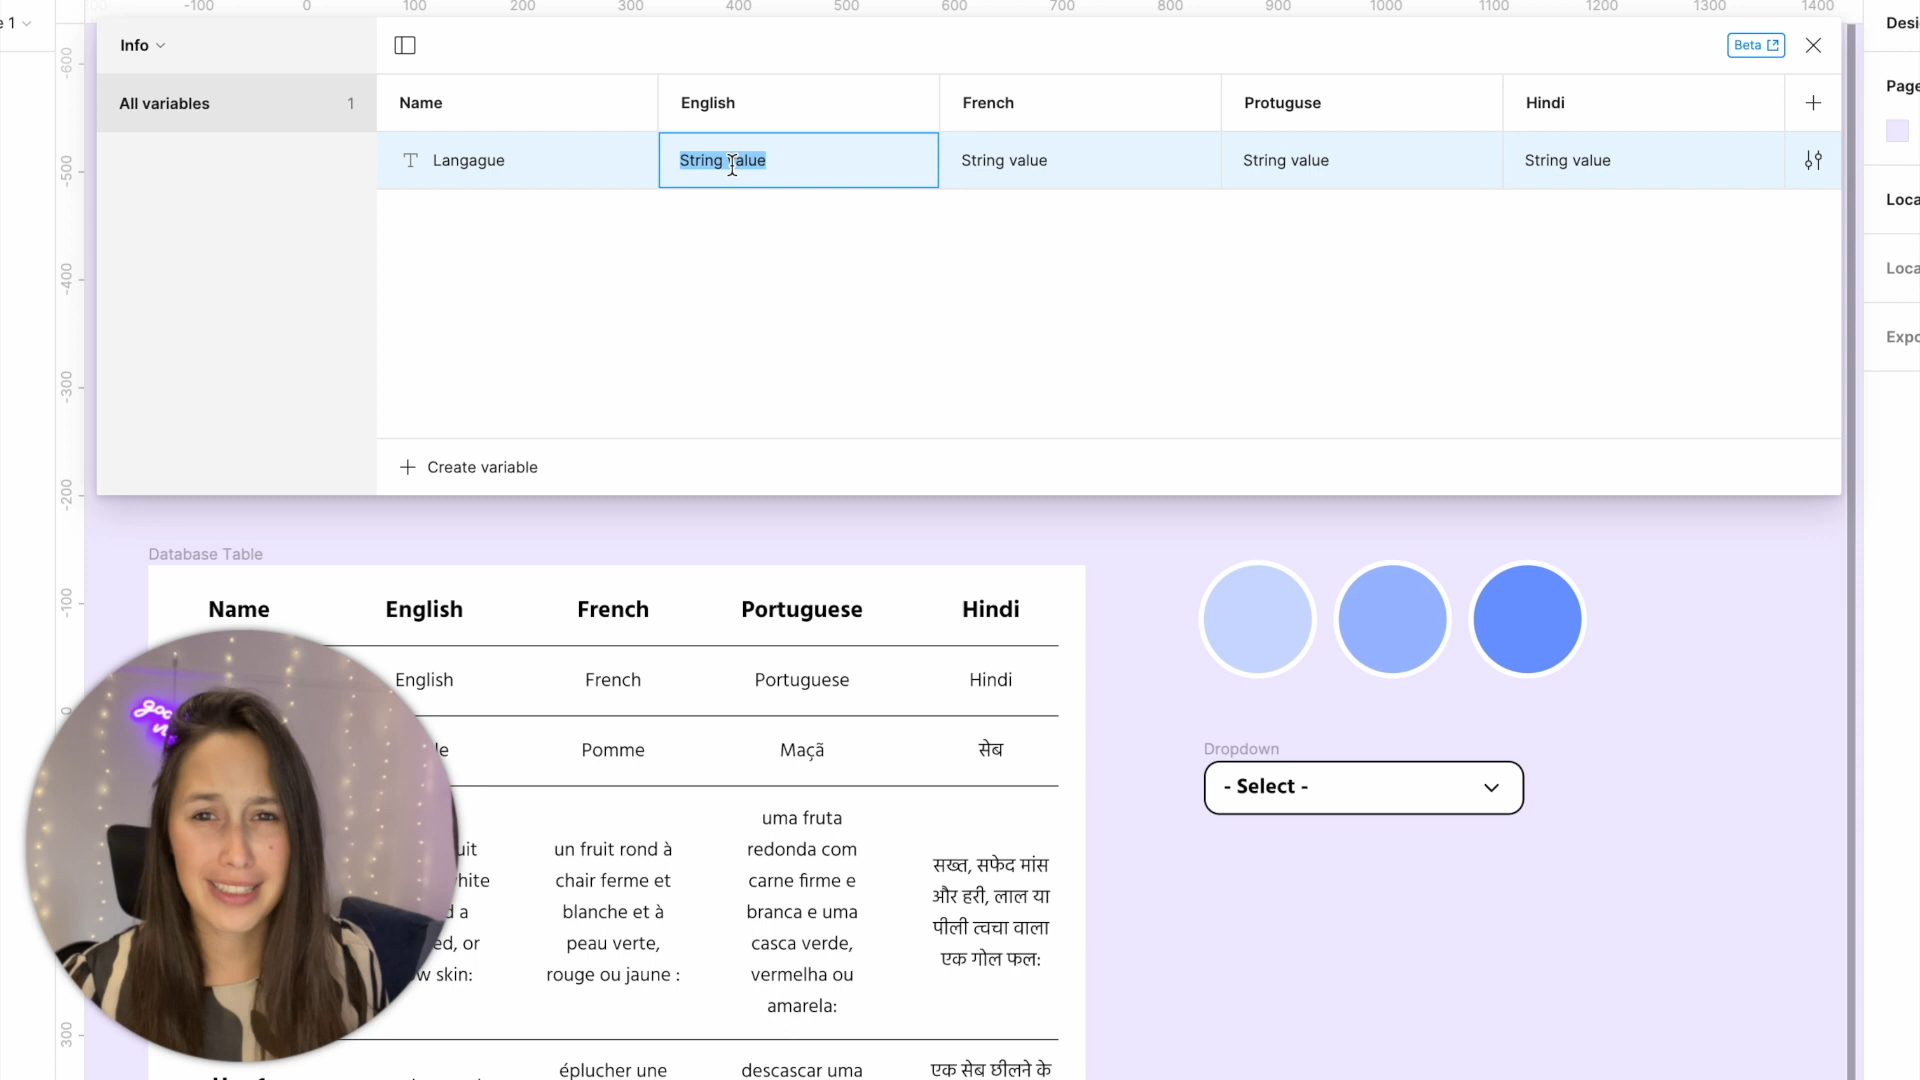 -100 0 100 200 300 400 500 600 700 800 900 1000 1100 1200 1300 1400
1
Info
Beta
All variables 1
Name English French Protuguse Hindi
Langague String value String value String value String value
Create variable
-600
-500
-400
-300
-200
-100
0
300
Desi
Page
Loca
Loca
Expo
Database Table
Name English French Portuguese Hindi
English French Portuguese Hindi
le Pomme Maçã सेब
uit
hite
d a
ed, or
w skin:
un fruit rond à
chair ferme et
blanche et à
peau verte,
rouge ou jaune :
uma fruta
redonda com
carne firme e
branca e uma
casca verde,
vermelha ou
amarela:
सख्त, सफेद मांस
और हरी, लाल या
पीली त्वचा वाला
एक गोल फल:
éplucher une descascar uma एक सेब छीलने के
Dropdown
- Select -